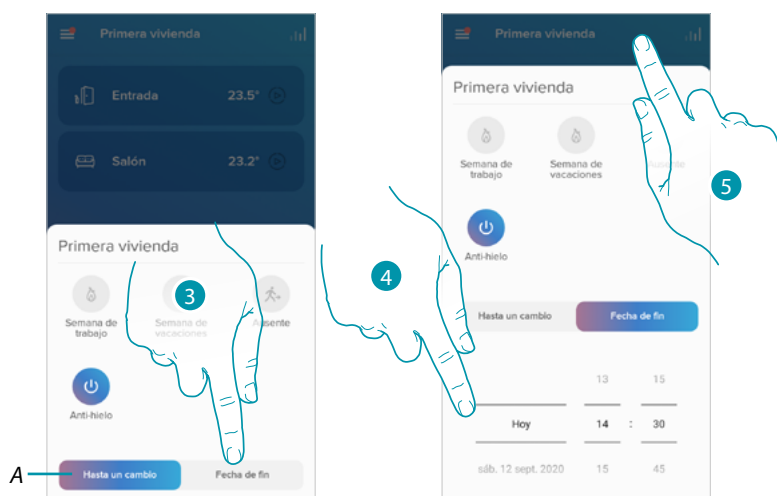 Primera vivienda
Entrada 23.5°
Salón 23.2°
Primera vivienda
Semana de trabajo
Semana de vacaciones
Ausente
Anti-hielo
A
Hasta un cambio
Fecha de fin
3
Primera vivienda
Primera vivienda
Semana de trabajo
Semana de vacaciones
Anti-hielo
Hasta un cambio
Fecha de fin
13 15
Hoy 14 : 30
sáb. 12 sept. 2020 15 45
4
5